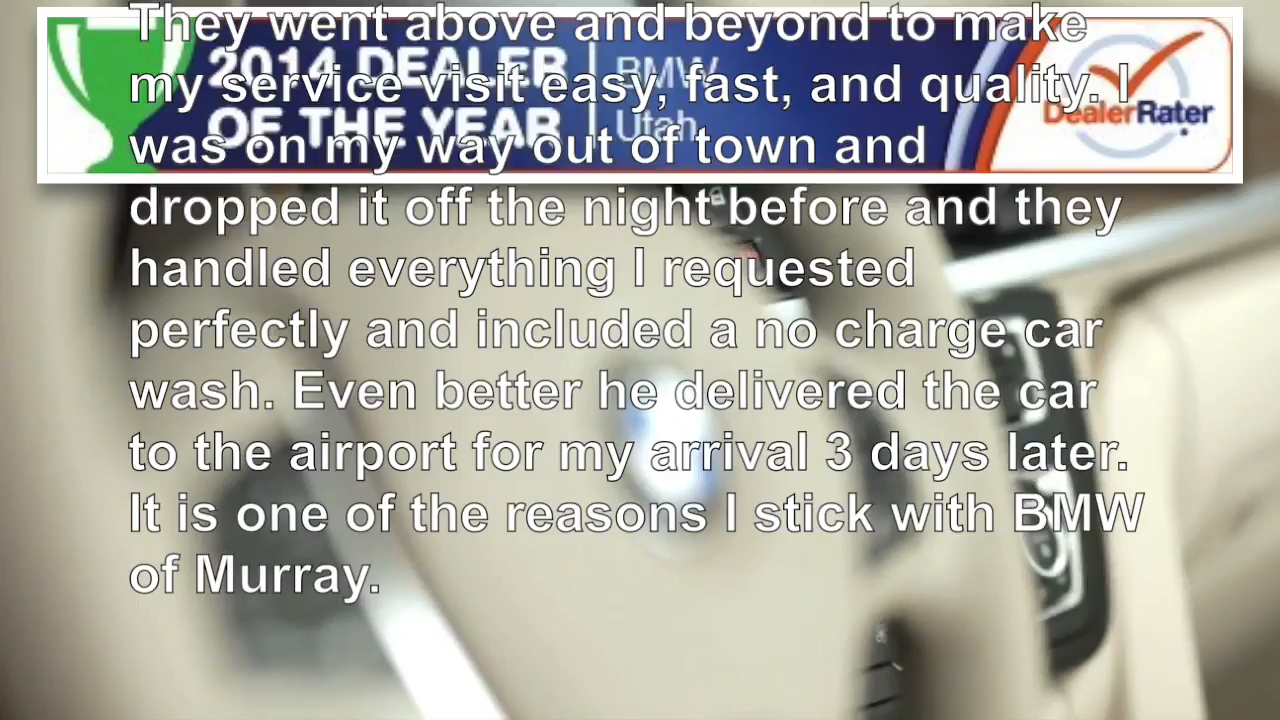 They went above and beyond to make
2014 DEALER
BMW
my service visit easy, fast, and quality. I
DealerRater
OF THE YEAR
Utah
was on my way out of town and
dropped it off the night before and they
handled everything I requested
perfectly and included a no charge car
wash. Even better he delivered the car
to the airport for my arrival 3 days later.
It is one of the reasons I stick with BMW
of Murray.